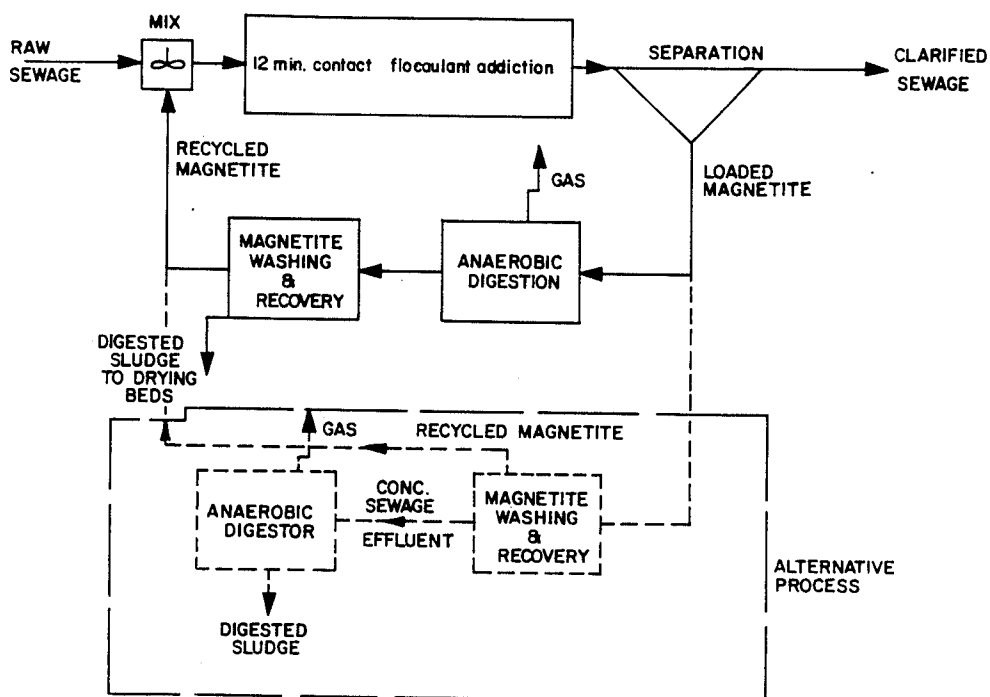 MIX
RAW
SEWAGE
12 min. contact flocaulant addiction
SEPARATION
CLARIFIED
SEWAGE
RECYCLED
MAGNETITE
GAS
LOADED
MAGNETITE
MAGNETITE
WASHING
&
RECOVERY
ANAEROBIC
DIGESTION
DIGESTED
SLUDGE
TO DRYING
BEDS
GAS
RECYCLED MAGNETITE
ANAEROBIC
DIGESTOR
CONC.
SEWAGE
EFFLUENT
MAGNETITE
WASHING
&
RECOVERY
ALTERNATIVE
PROCESS
DIGESTED
SLUDGE